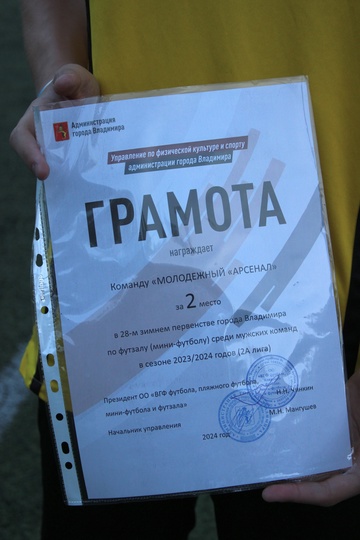 Администрация
города Владимира
Управление по физической культуре и спорту
администрации города Владимира
ГРАМОТА
награждает
Команду «МОЛОДЕЖНЫЙ «АРСЕНАЛ»
за 2 место
в 28-м зимнем первенстве города Владимира
по футзалу (мини-футболу) среди мужских команд
в сезоне 2023/2024 годов (2А лига)
Президент ОО «ВГФ футбола, пляжного футбола,
мини-футбола и футзала» Н.Н.
Начальник управления М.Н. Мангушев
2024 год